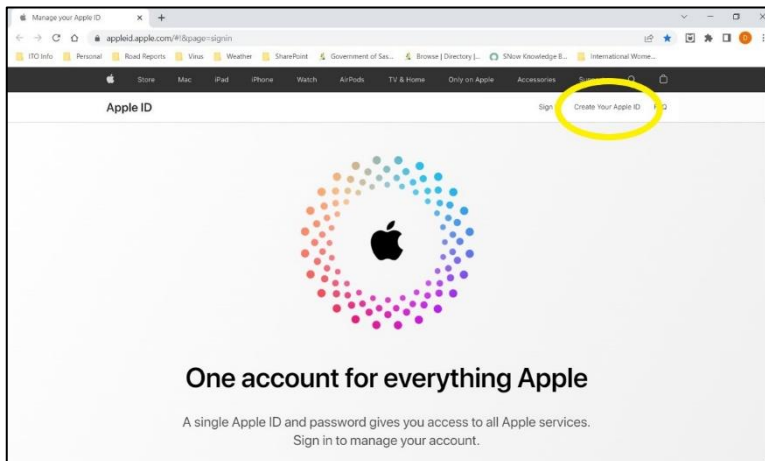 Manage your Apple ID
appleid.apple.com/#!&page=signin
ITO Info Personal Road Reports Virus Weather SharePoint Government of Sas... Browse | Directory |... SNow Knowledge B... International Wome...
Store Mac iPad iPhone Watch AirPods TV & Home Only on Apple Accessories
Apple ID Sign Create Your Apple ID
One account for everything Apple
A single Apple ID and password gives you access to all Apple services.
Sign in to manage your account.